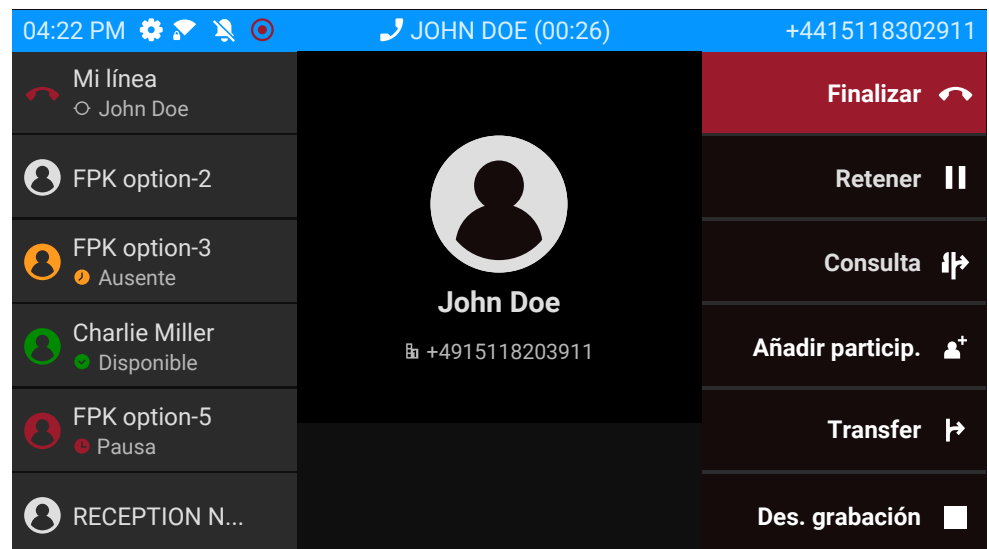 04:22 PM
JOHN DOE (00:26)
+4415118302911
Mi línea
John Doe
FPK option-2
FPK option-3
Ausente
Charlie Miller
Disponible
FPK option-5
Pausa
RECEPTION N...
John Doe
+4915118203911
Finalizar
Retener
Consulta
Añadir particip.
Transfer
Des. grabación